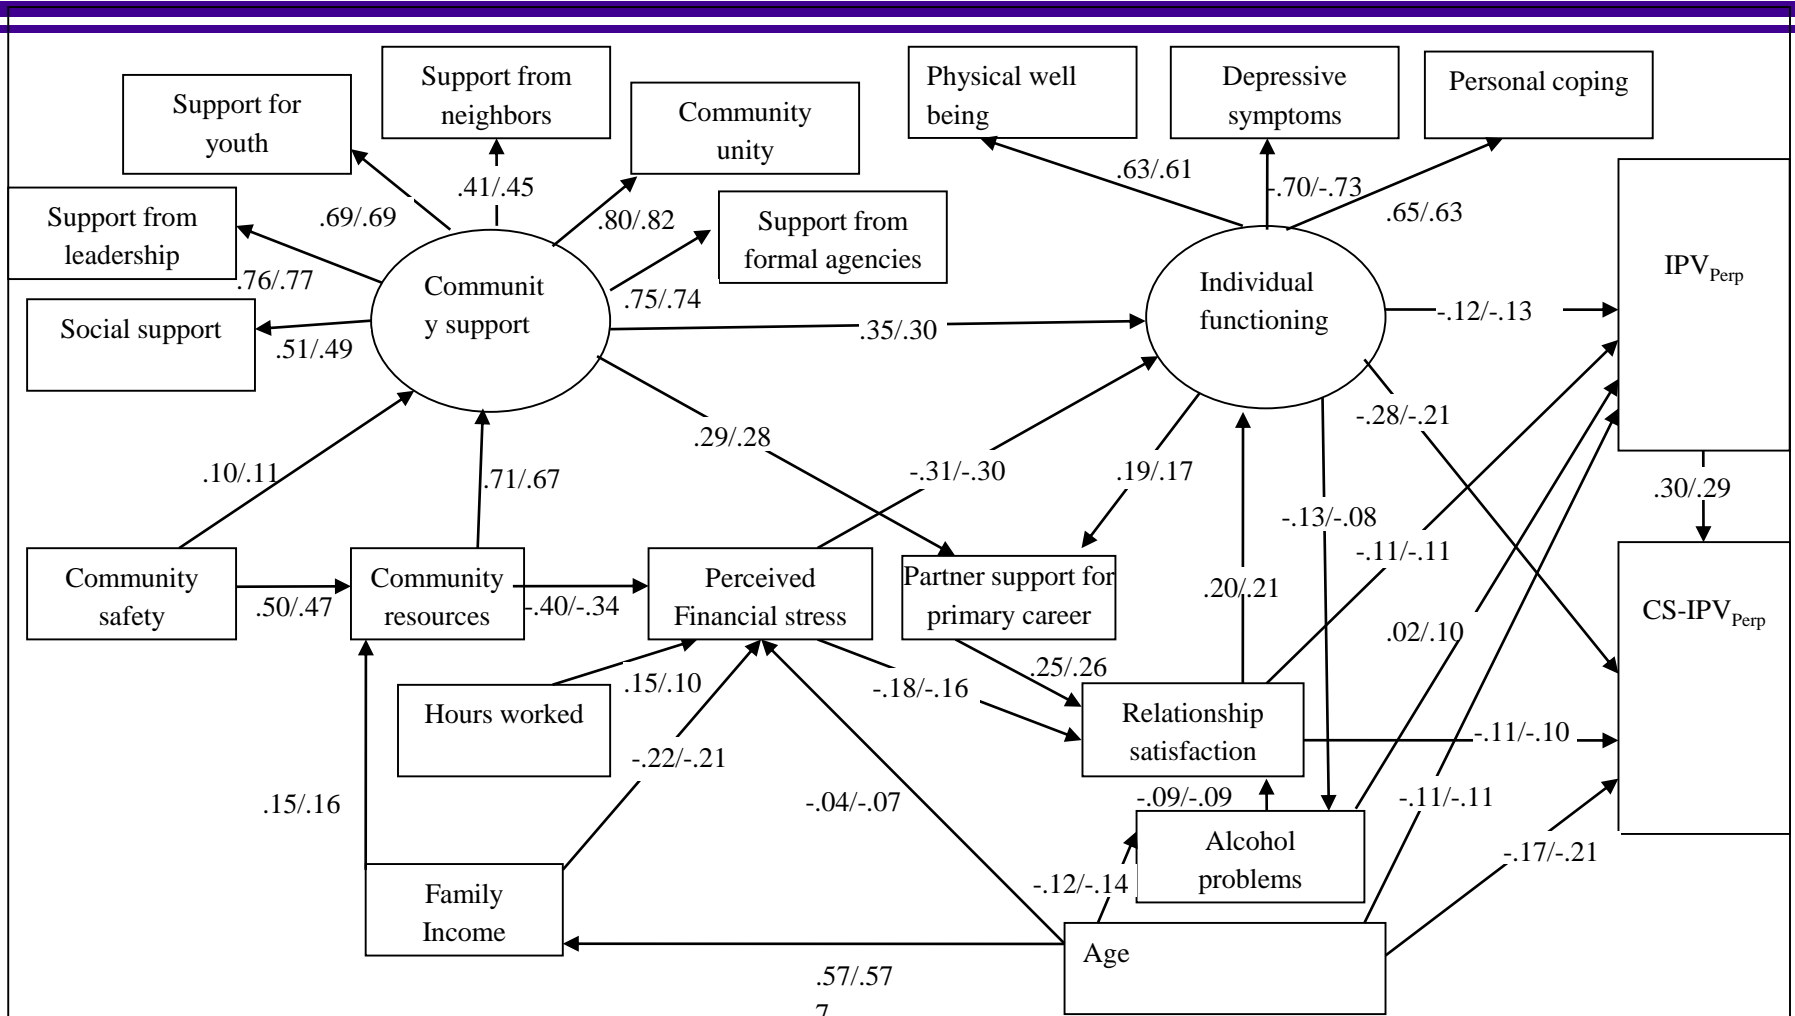 Support for
youth
Support from
neighbors
Community
unity
Physical well
being
Depressive
symptoms
Personal coping
Support from
leadership
.69/.69
.41/.45
.80/.82
Support from
formal agencies
.63/.61
-.70/-.73
.65/.63
.76/.77
Communit
y support
.75/.74
Individual
functioning
IPVPerp
Social support
.51/.49
.35/.30
-.12/-.13
.10/.11
.71/.67
.29/.28
-.31/-.30
.19/.17
-.28/-.21
.30/.29
-.13/-.08
-.11/-.11
Community
safety
.50/.47
Community
resources
-.40/-.34
Perceived
Financial stress
Partner support for
primary career
.20/.21
.02/.10
CS-IPVPerp
Hours worked
.15/.10
-.18/-.16
.25/.26
Relationship
satisfaction
-.11/-.10
-.22/-.21
.15/.16
-.04/-.07
-.09/-.09
-.11/-.11
Alcohol
problems
-.17/-.21
Family
Income
-.12/-.14
Age
.57/.57
7